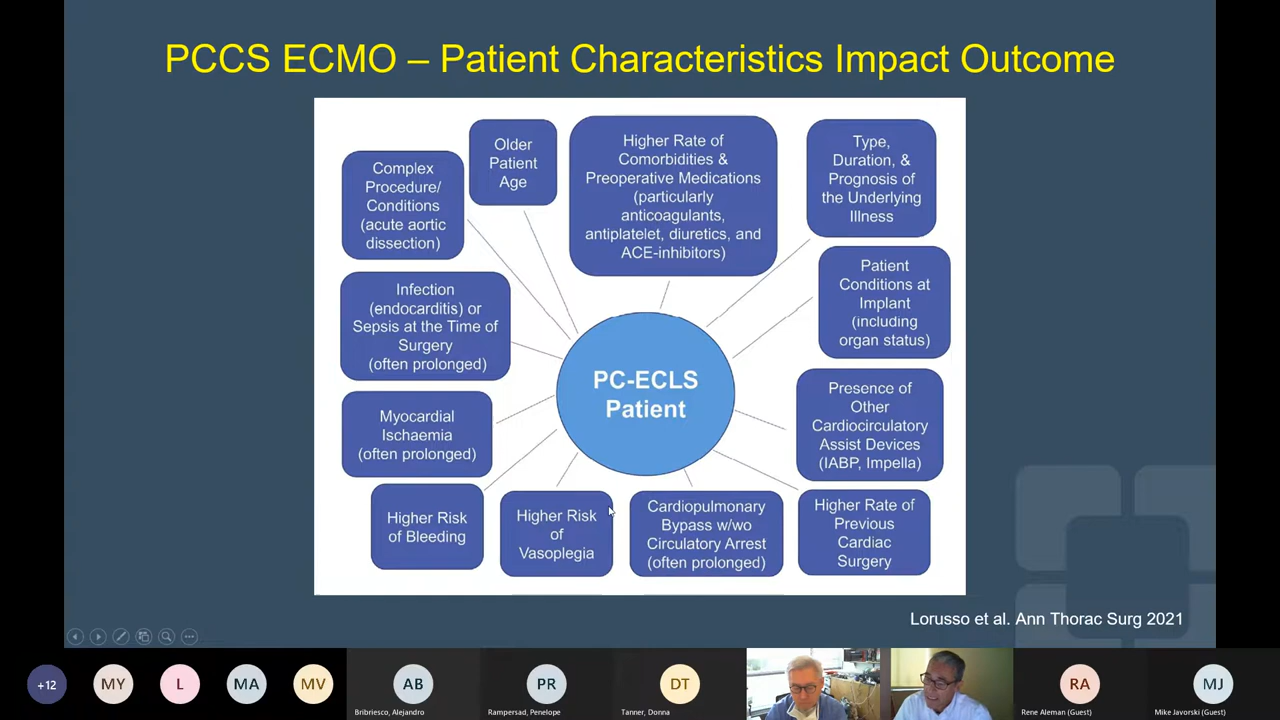 PCCS ECMO – Patient Characteristics Impact Outcome
Complex
Procedure/
Conditions
(acute aortic
dissection)
Older
Patient
Age
Higher Rate of
Comorbidities &
Preoperative Medications
(particularly
anticoagulants,
antiplatelet, diuretics, and
ACE-inhibitors)
Type,
Duration, &
Prognosis of
the Underlying
Illness
Infection
(endocarditis) or
Sepsis at the Time of
Surgery
(often prolonged)
Patient
Conditions at
Implant
(including
organ status)
PC-ECLS
Patient
Myocardial
Ischaemia
(often prolonged)
Presence of
Other
Cardiocirculatory
Assist Devices
(IABP, Impella)
Higher Risk
of Bleeding
Higher Risk
of
Vasoplegia
Cardiopulmonary
Bypass w/wo
Circulatory Arrest
(often prolonged)
Higher Rate of
Previous
Cardiac
Surgery
Lorusso et al. Ann Thorac Surg 2021
+12
MY
L
MA
MV
AB
Bribriesco, Alejandro
PR
Rampersad, Penelope
DT
Tanner, Donna
RA
Rene Aleman (Guest)
MJ
Mike Javorski (Guest)